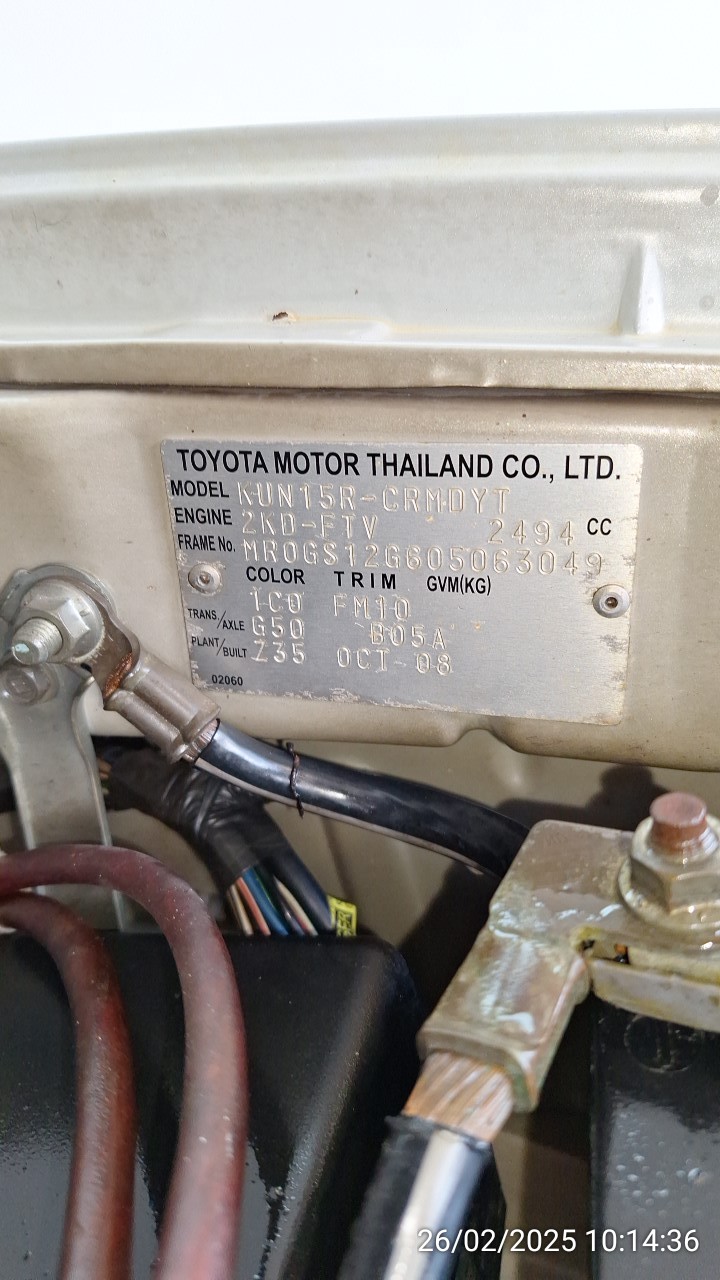 TOYOTA MOTOR THAILAND CO., LTD.
MODEL KUN15R-CRMDYT
ENGINE 2KD-FTV 2494 CC
FRAME No. MR0GS12G605063049
COLOR TRIM GVM(KG)
1C0 FM10
TRANS/AXLE G50 B05A
PLANT/BUILT Z35 OCT-08
02060
26/02/2025 10:14:36